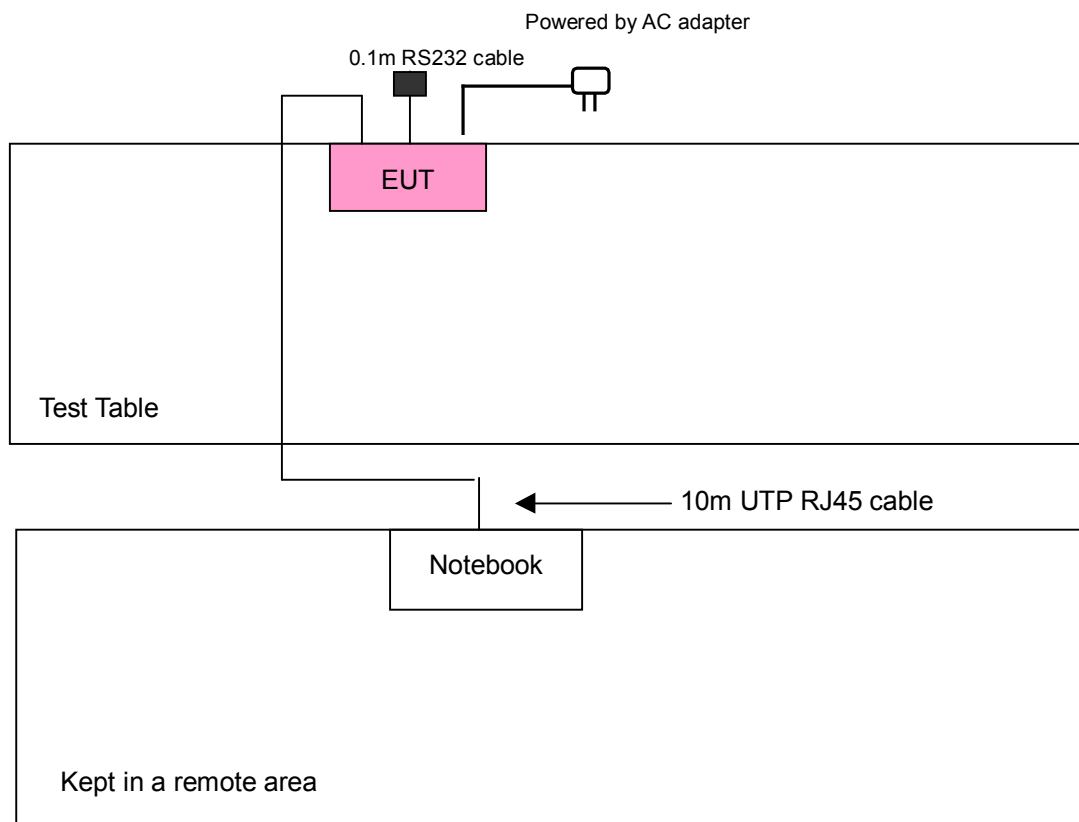 Powered by AC adapter
0.1m RS232 cable
EUT
Test Table
10m UTP RJ45 cable
Notebook
Kept in a remote area